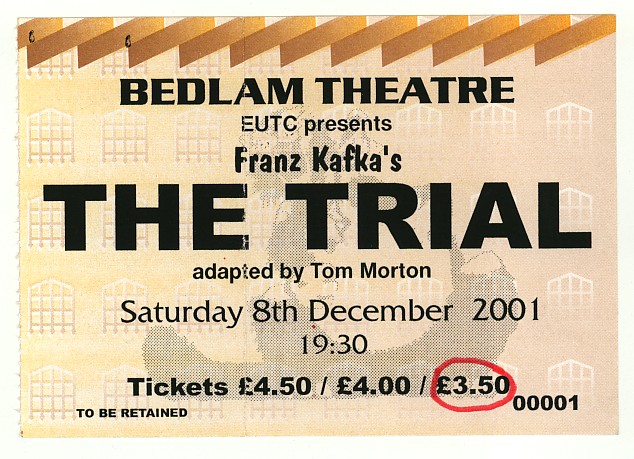 BEDLAM THEATRE
EUTC presents
Franz Kafka's
THE TRIAL
adapted by Tom Morton
Saturday 8th December 2001
19:30
Tickets £4.50 / £4.00 / £3.50
00001
TO BE RETAINED